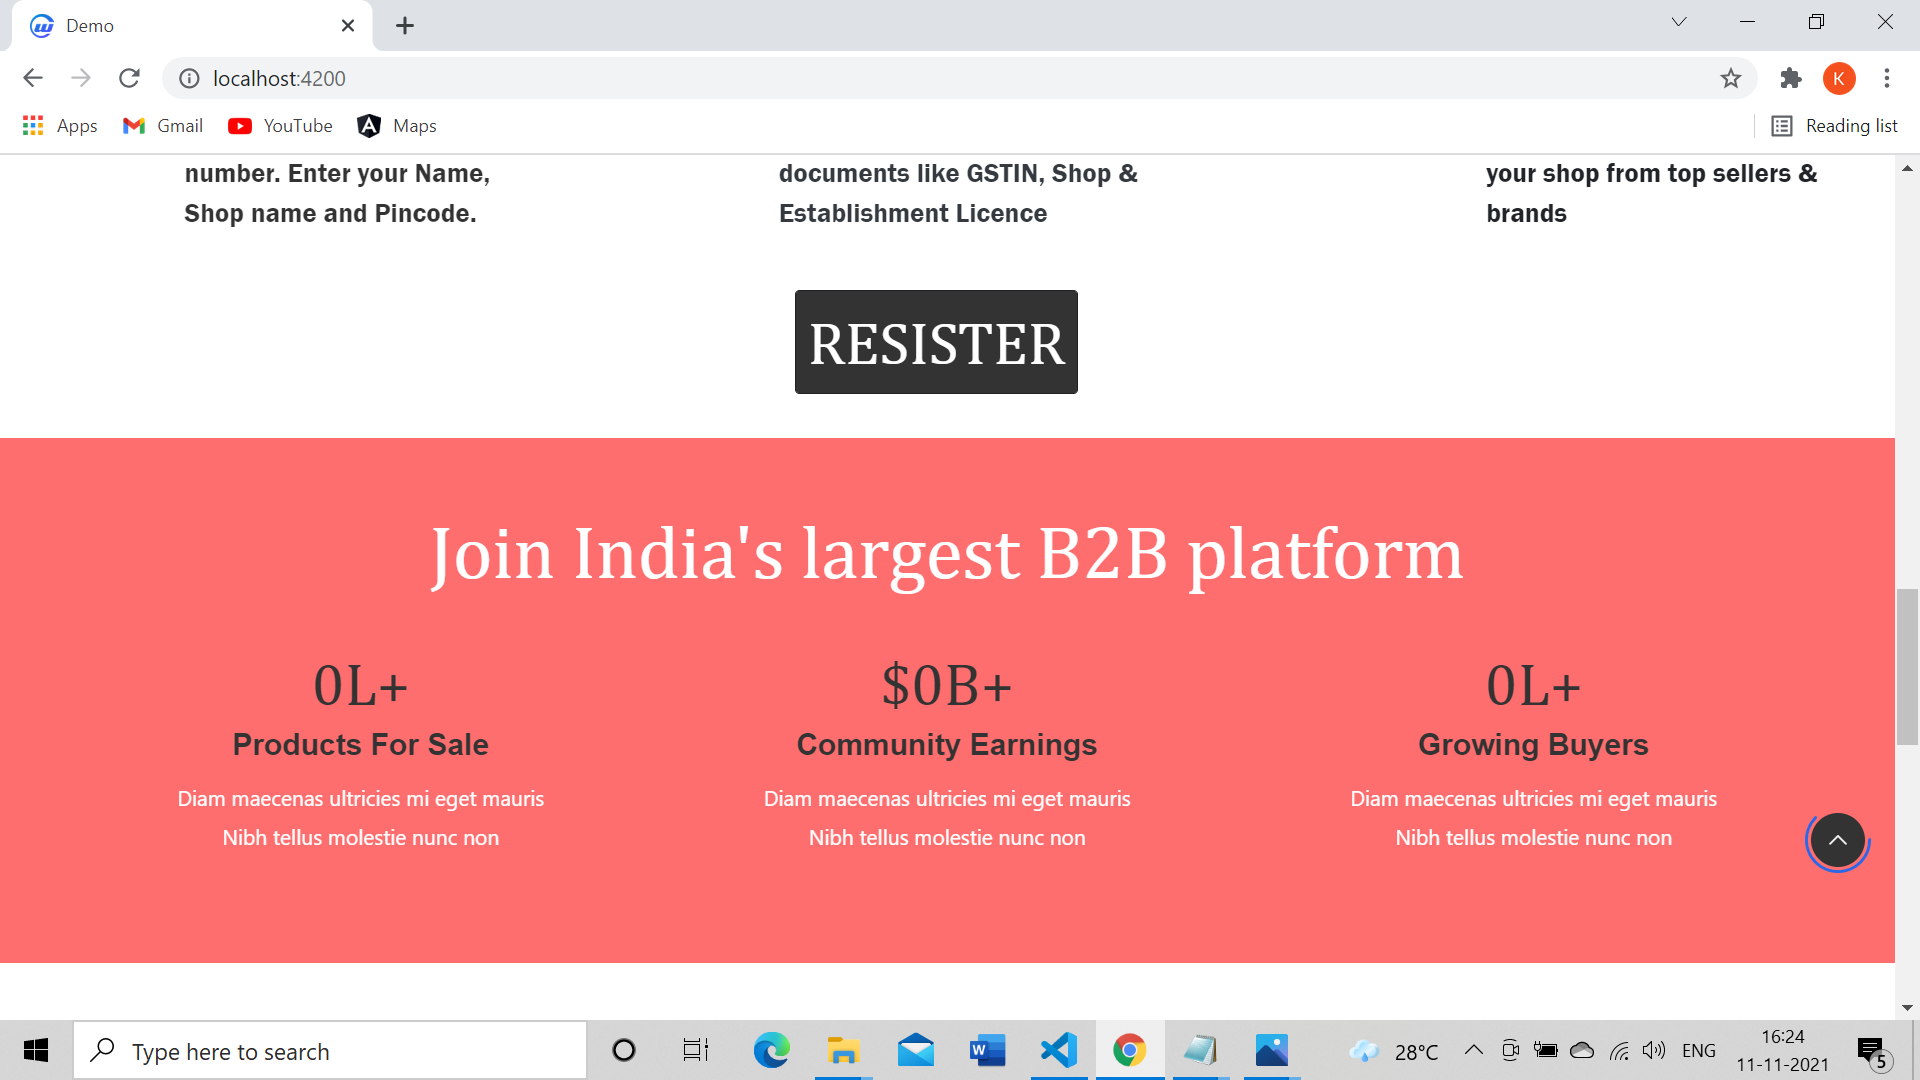 Demo
localhost:4200
K
Apps
Gmail
YouTube
Maps
Reading list
number. Enter your Name,
Shop name and Pincode.
documents like GSTIN, Shop &
Establishment Licence
your shop from top sellers &
brands
RESISTER
Join India's largest B2B platform
0L+
Products For Sale
Diam maecenas ultricies mi eget mauris
Nibh tellus molestie nunc non
$0B+
Community Earnings
Diam maecenas ultricies mi eget mauris
Nibh tellus molestie nunc non
0L+
Growing Buyers
Diam maecenas ultricies mi eget mauris
Nibh tellus molestie nunc non
Type here to search
28°C
ENG
16:24
11-11-2021
5